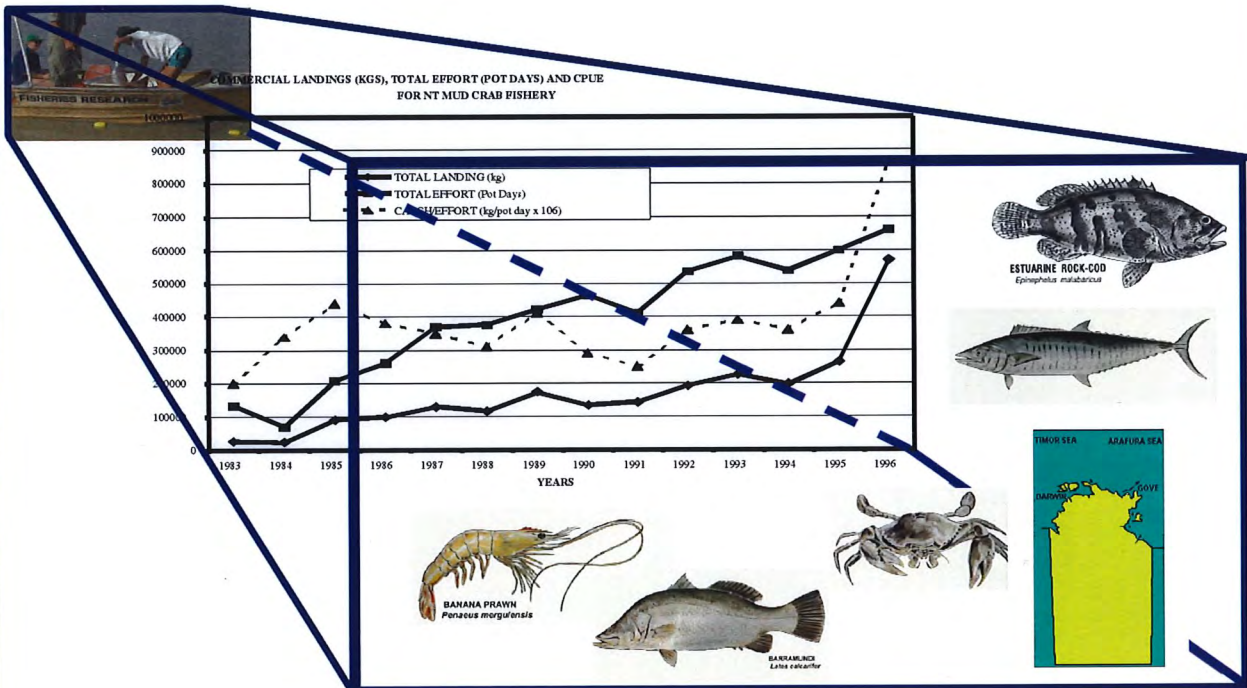 COMMERCIAL LANDINGS (KGS), TOTAL EFFORT (POT DAYS) AND CPUE
FOR NT MUD CRAB FISHERY
FISHERIES RESEARCH
900000
800000
700000
600000
500000
400000
300000
200000
100000
0
TOTAL LANDING (kg)
TOTAL EFFORT (Pot Days)
CATCH/EFFORT (kg/pot day x 106)
1983 1984 1985 1986 1987 1988 1989 1990 1991 1992 1993 1994 1995 1996
YEARS
ESTUARINE ROCK-COD
Epinephelus malabaricus
TIMOR SEA ARAFURA SEA
DARWIN GOVE
BANANA PRAWN
Penaeus merguiensis
BARRAMUNDI
Lates calcarifer